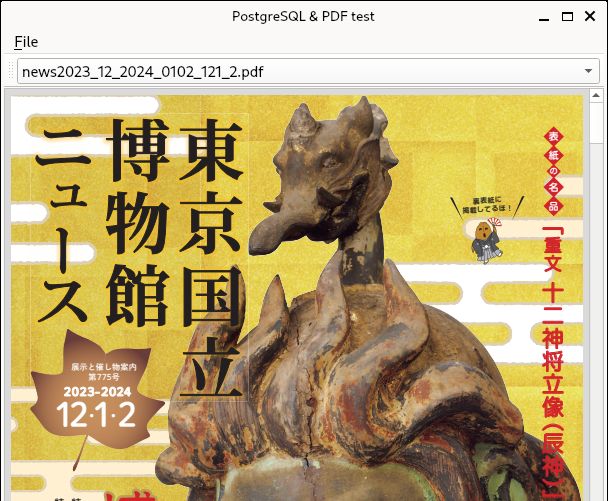 PostgreSQL & PDF test
File
news2023_12_2024_0102_121_2.pdf
東京国立
博物館
ニュース
表紙の名品
裏表紙に
掲載してるほ！
「重文 十二神将立像（辰神）」
展示と催し物案内
第775号
2023-2024
12・1・2